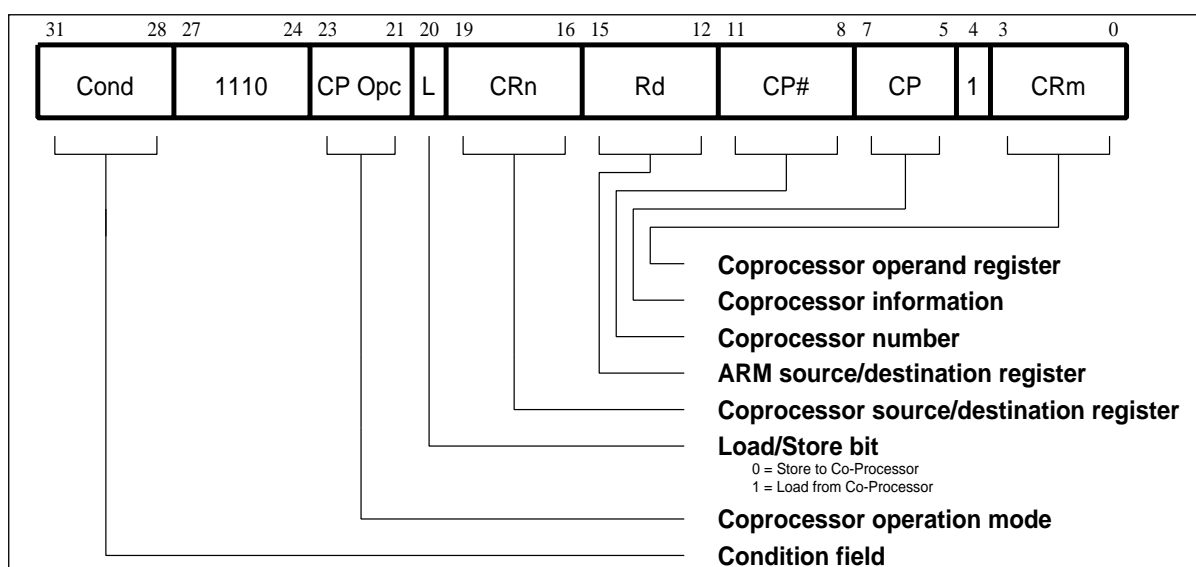 31 28 27 24 23 21 20 19 16 15 12 11 8 7 5 4 3 0
Cond 1110 CP Opc L CRn Rd CP# CP 1 CRm
Coprocessor operand register
Coprocessor information
Coprocessor number
ARM source/destination register
Coprocessor source/destination register
Load/Store bit
0 = Store to Co-Processor
1 = Load from Co-Processor
Coprocessor operation mode
Condition field